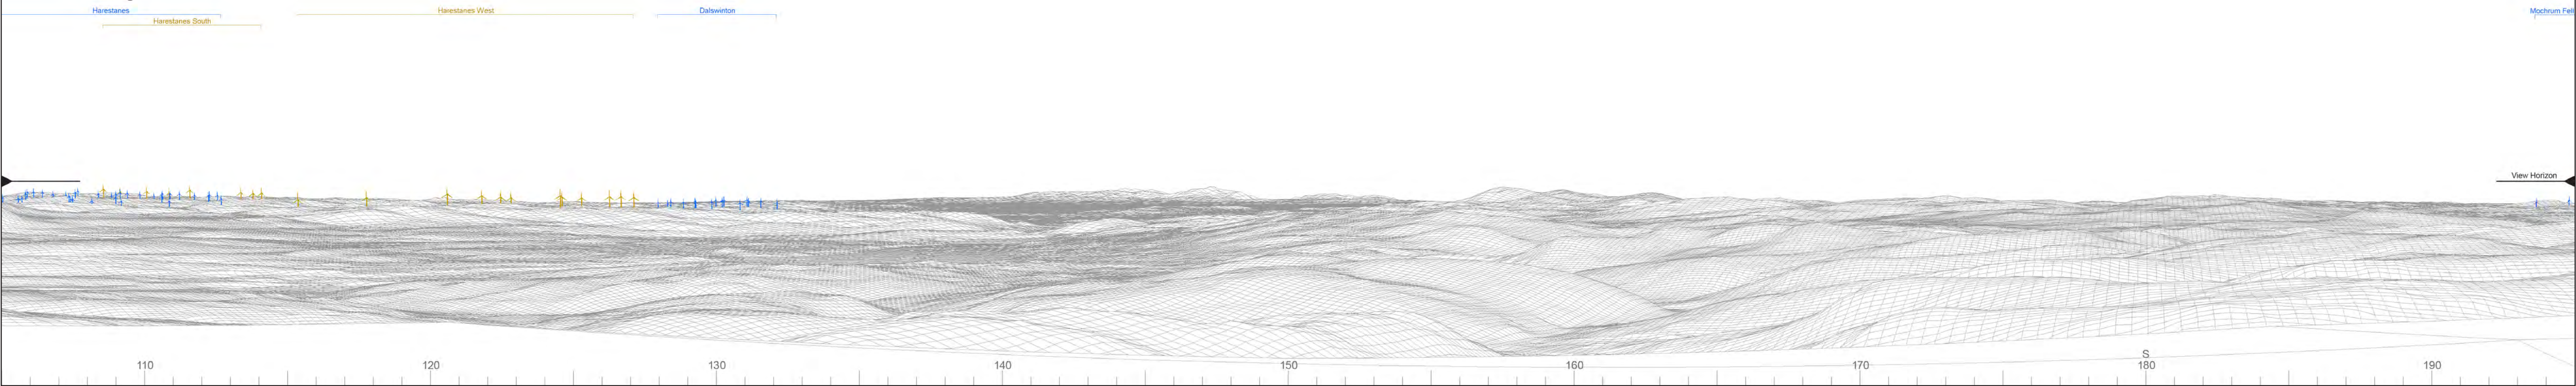 Harestanes
Harestanes South
Harestanes West
Dalswinton
Mochrum Fell
View Horizon
S
110
120
130
140
150
160
170
180
190